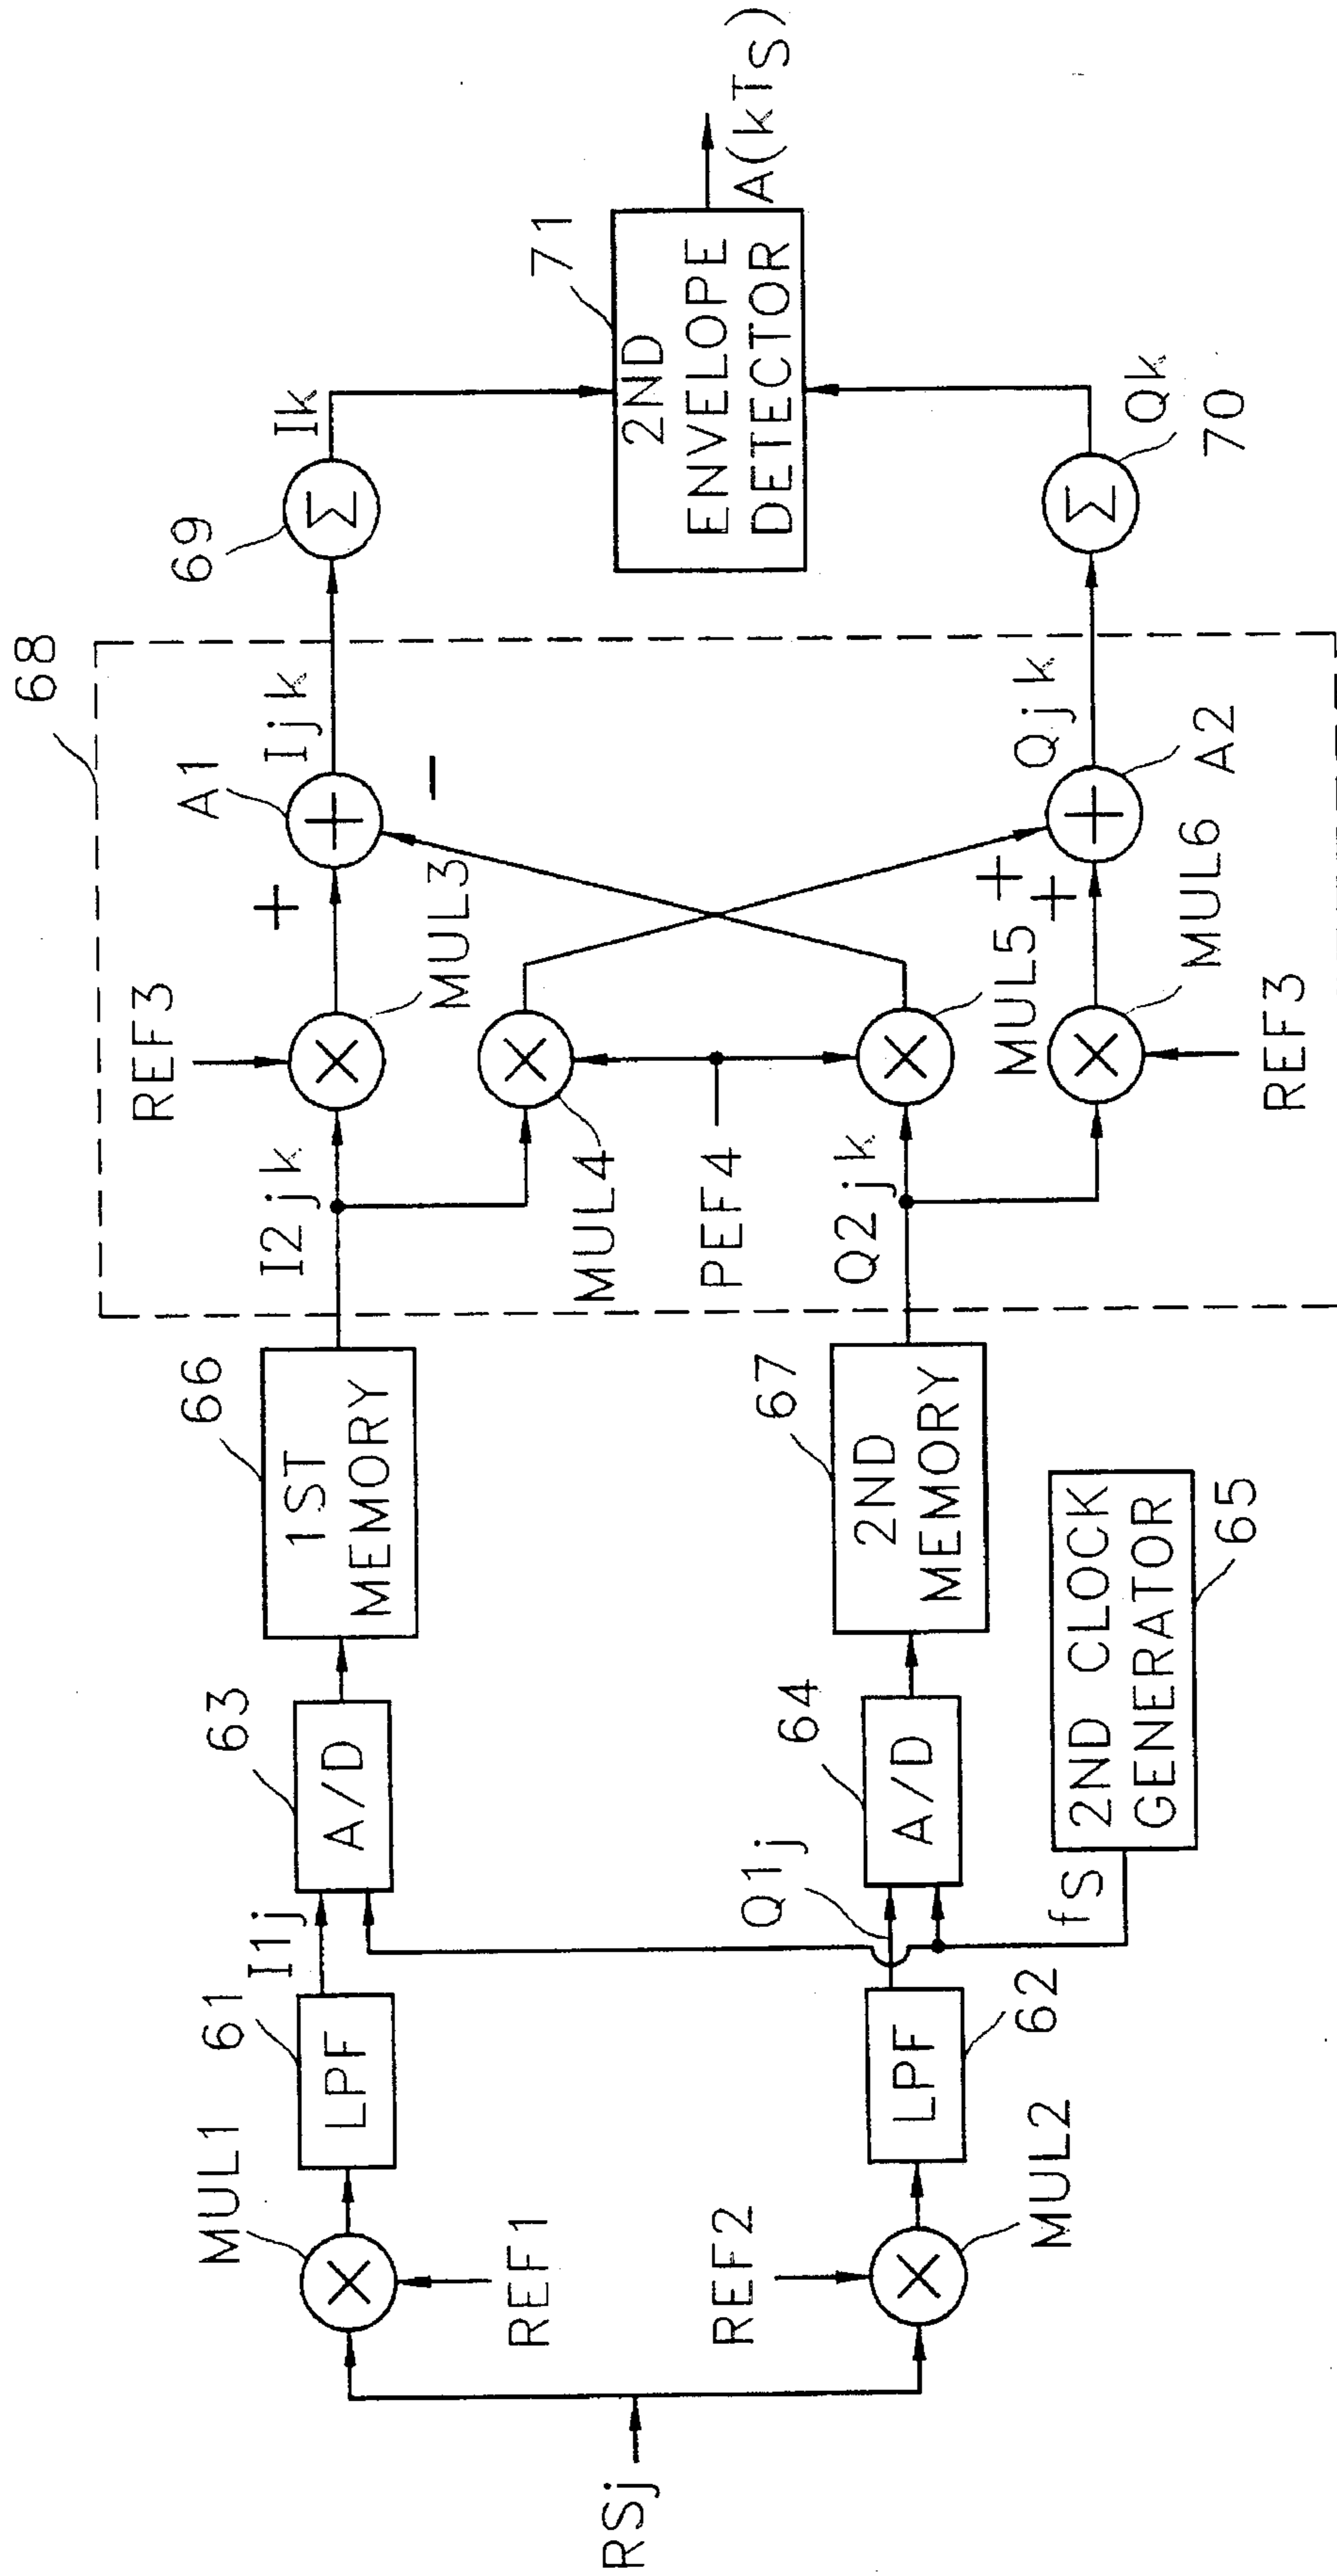 RSj
MUL1
REF1
REF2
MUL2
61
LPF
I1j
LPF
62
Q1j
63
A/D
64
A/D
fS
2ND CLOCK
GENERATOR
65
66
1ST
MEMORY
67
2ND
MEMORY
68
I2jk
REF3
MUL3
MUL4
PEF4
Q2jk
MUL5
MUL6
REF3
+
A1
+
−
Ijk
+
+
+
A2
Qjk
69
Σ
Ik
Σ
Qk
70
71
2ND
ENVELOPE
DETECTOR
A(kTS)